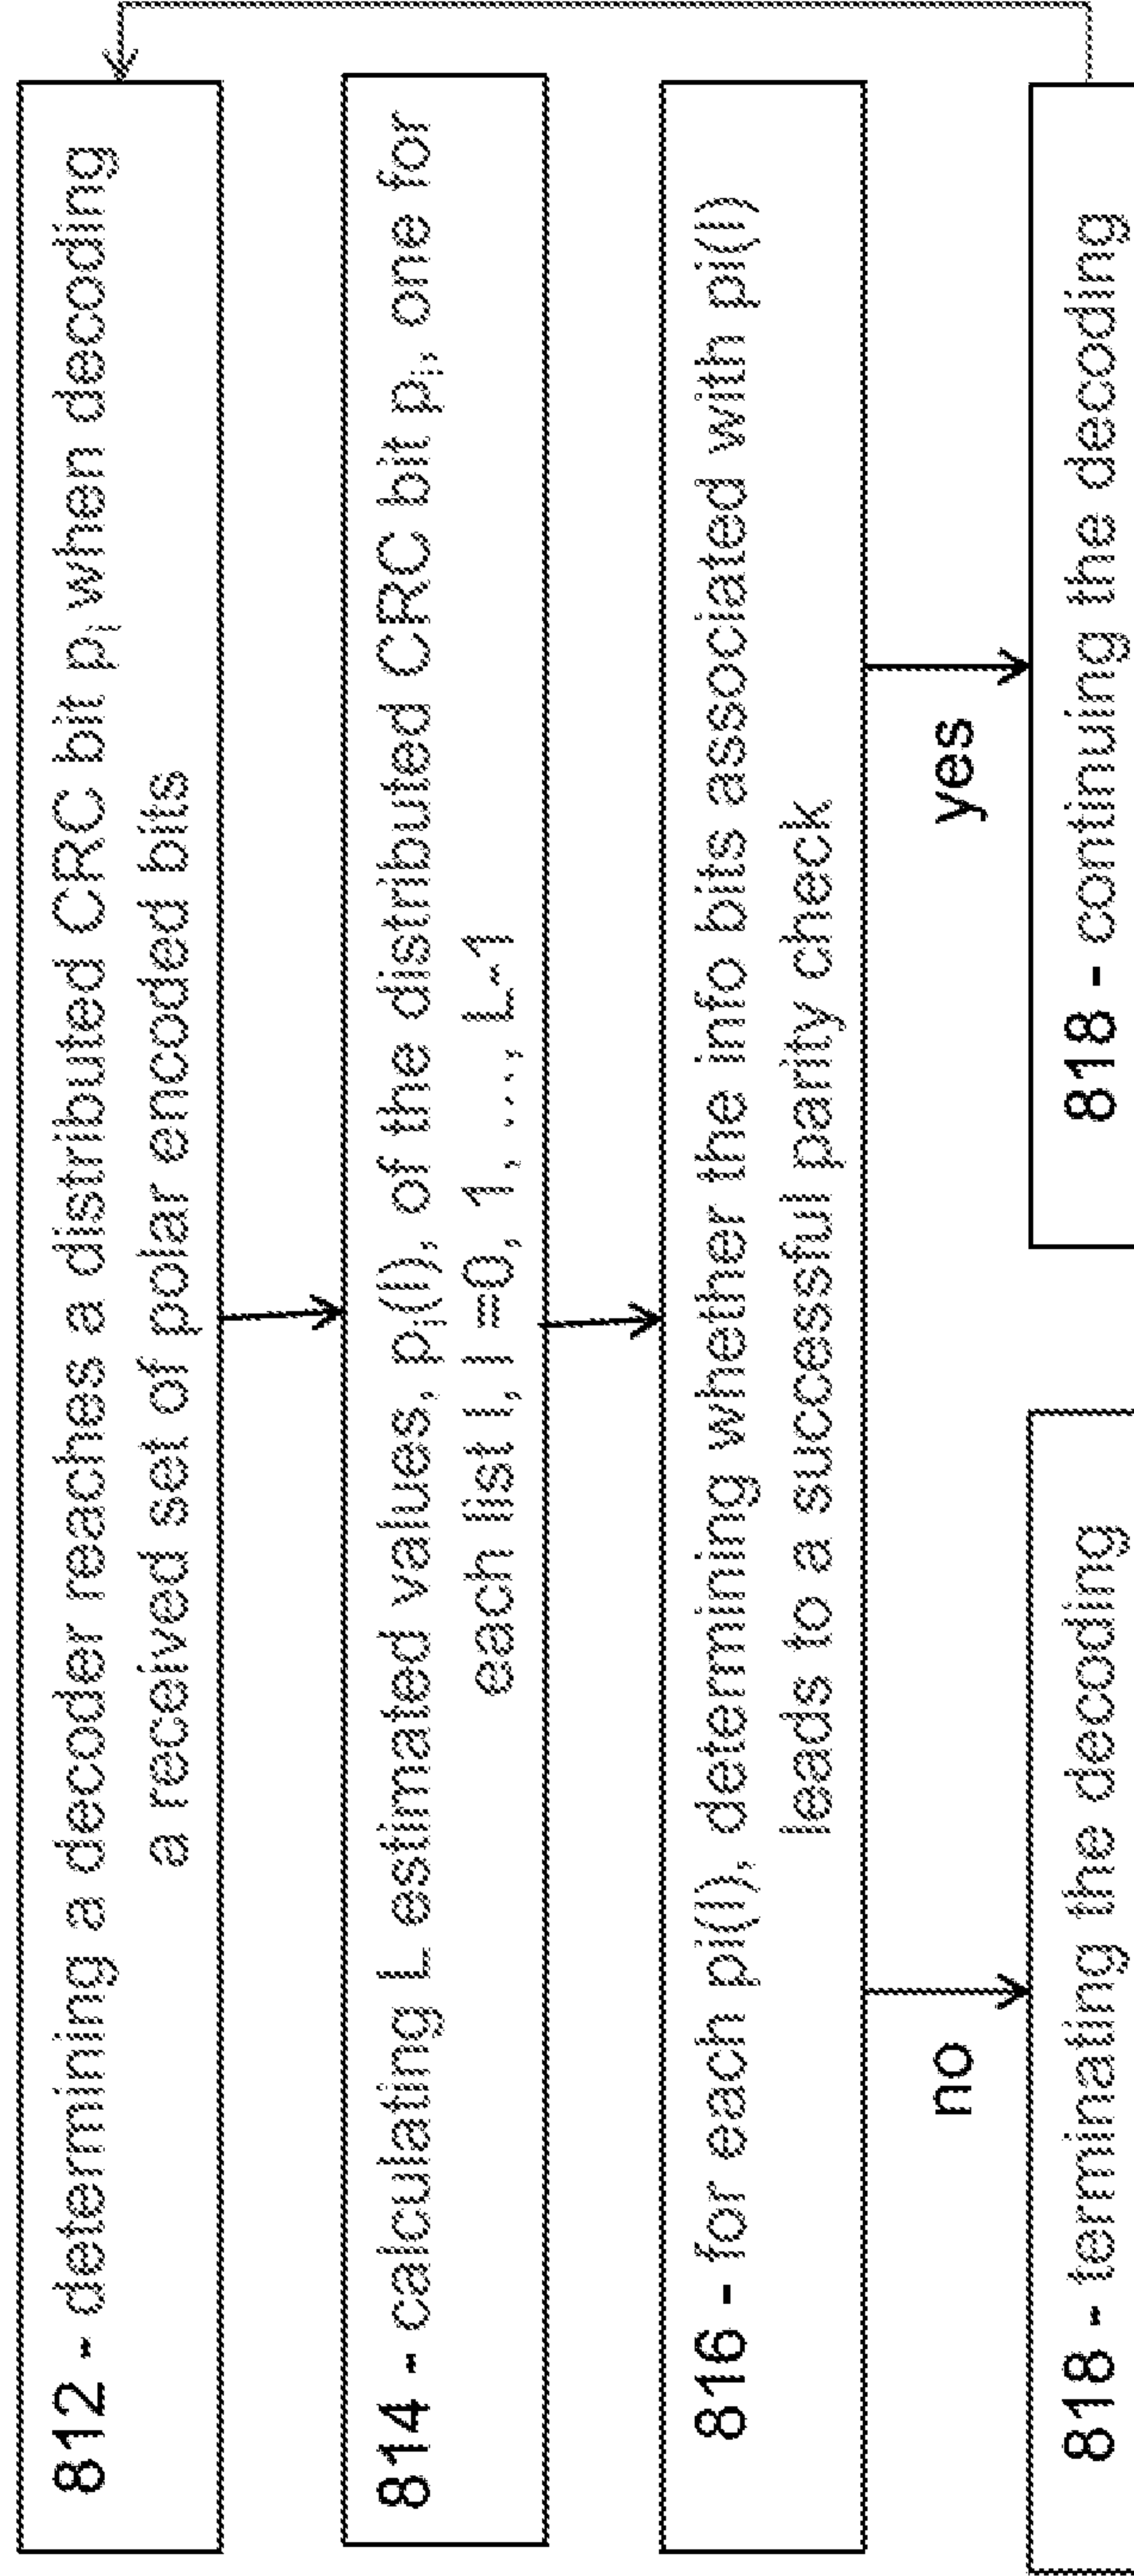 812 - determining a decoder reaches a distributed CRC bit pᵢ when decoding
a received set of polar encoded bits
814 - calculating L estimated values, pᵢ(l), of the distributed CRC bit pᵢ, one for
each list l, l =0, 1, ..., L-1
816 - for each pi(l), determining whether the info bits associated with pi(l)
leads to a successful parity check
no
yes
818 - terminating the decoding
818 - continuing the decoding